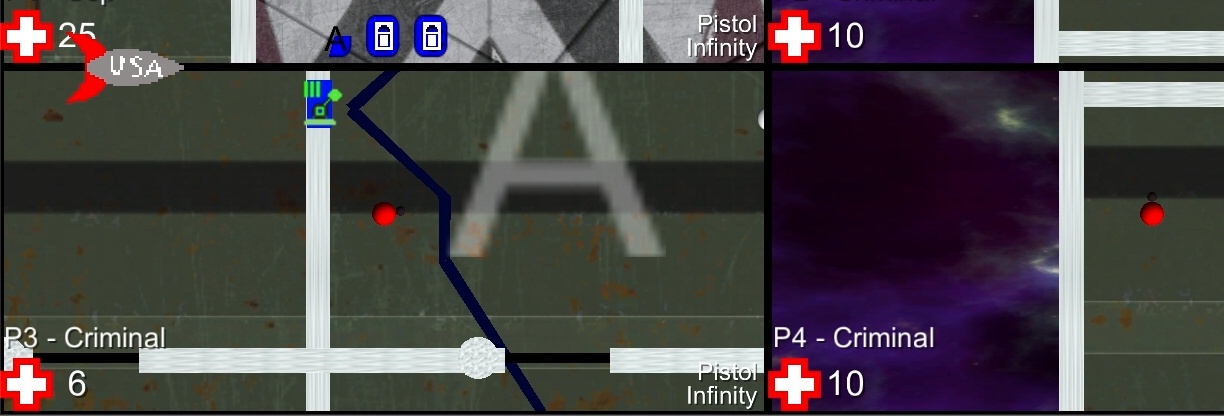 25
A
Pistol
Infinity
10
USA
A
P3 - Criminal
6
Pistol
Infinity
P4 - Criminal
10